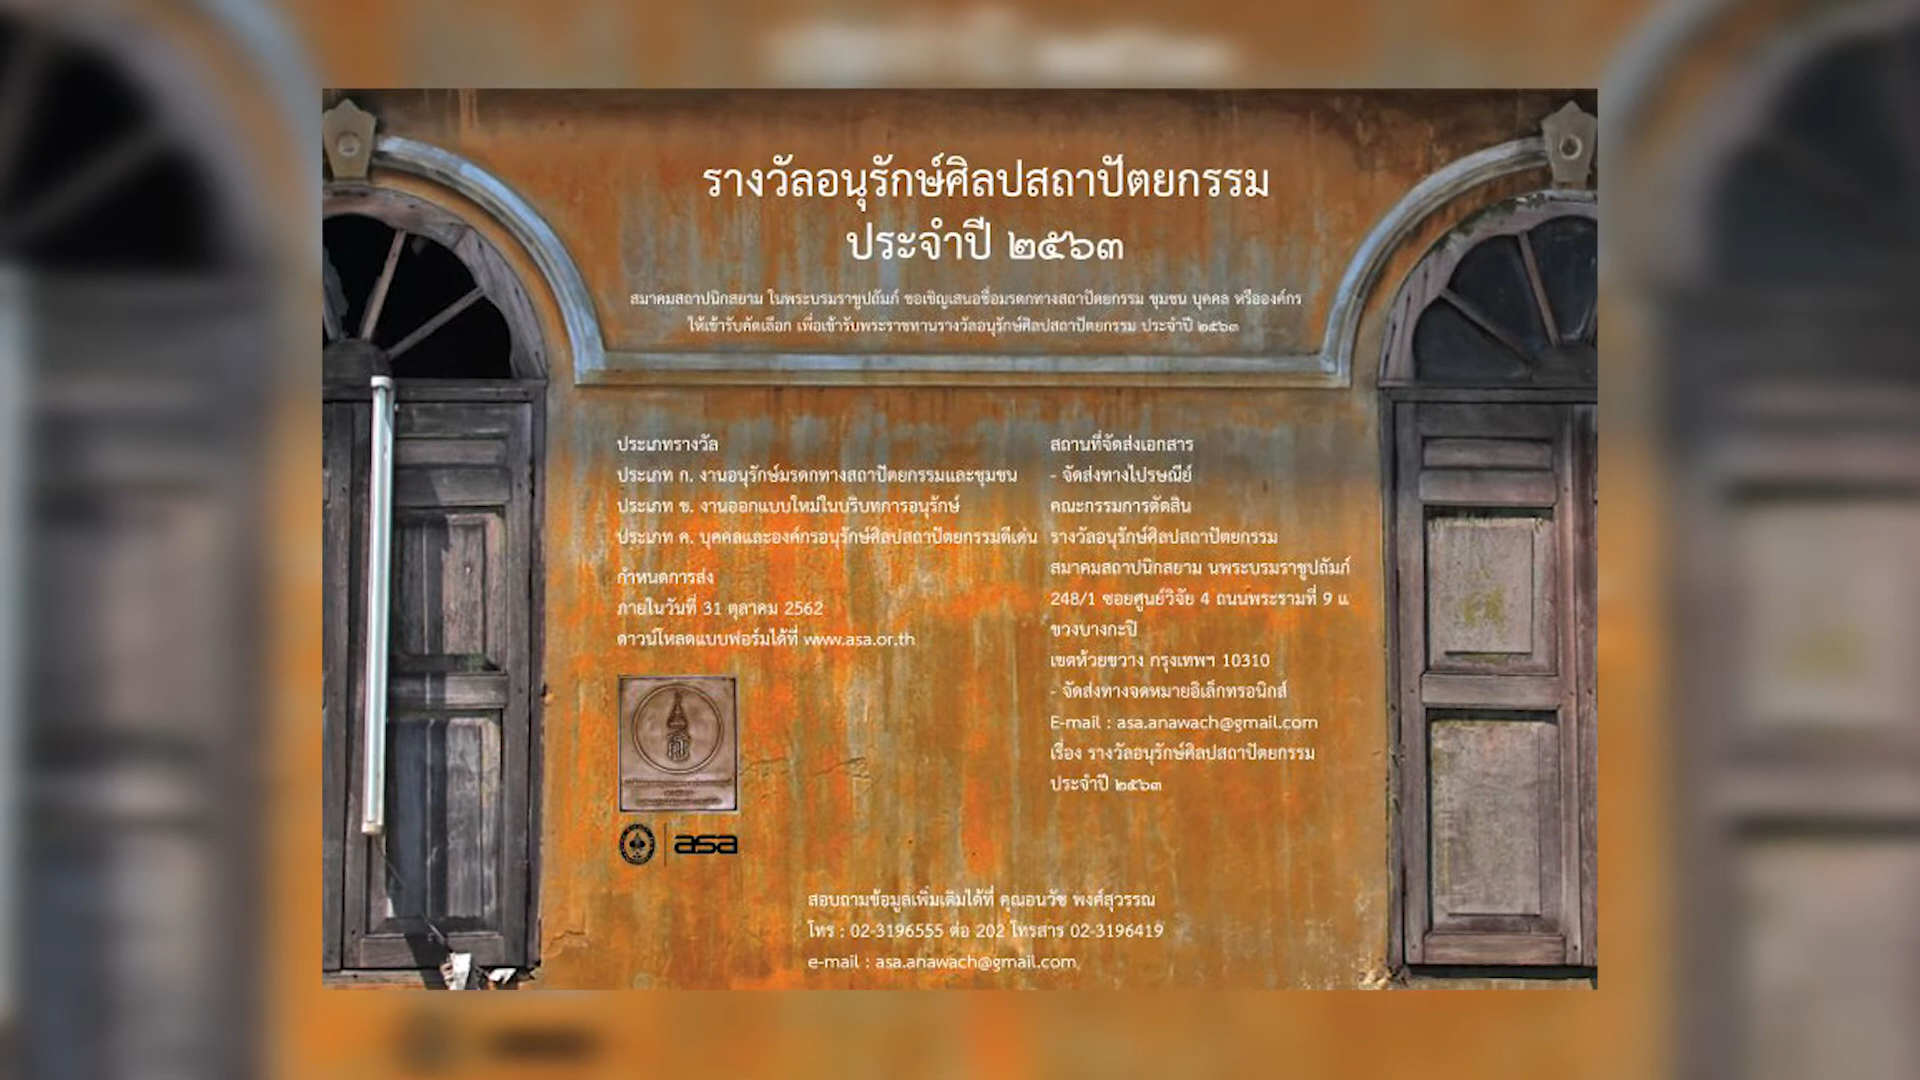 รางวัลอนุรักษ์ศิลปสถาปัตยกรรม
ประจำปี ๒๕๖๓
สมาคมสถาปนิกสยาม ในพระบรมราชูปถัมภ์ ขอเชิญเสนอชื่อมรดกทางสถาปัตยกรรม ชุมชน บุคคล หรือองค์กร
ให้เข้ารับคัดเลือก เพื่อเข้ารับพระราชทานรางวัลอนุรักษ์ศิลปสถาปัตยกรรม ประจำปี ๒๕๖๓
ประเภทรางวัล
ประเภท ก. งานอนุรักษ์มรดกทางสถาปัตยกรรมและชุมชน
ประเภท ข. งานออกแบบใหม่ในบริบทการอนุรักษ์
ประเภท ค. บุคคลและองค์กรอนุรักษ์ศิลปสถาปัตยกรรมดีเด่น
กำหนดการส่ง
ภายในวันที่ 31 ตุลาคม 2562
ดาวน์โหลดแบบฟอร์มได้ที่ www.asa.or.th
asa
สถานที่จัดส่งเอกสาร
- จัดส่งทางไปรษณีย์
คณะกรรมการตัดสิน
รางวัลอนุรักษ์ศิลปสถาปัตยกรรม
สมาคมสถาปนิกสยาม นพระบรมราชูปถัมภ์
248/1 ซอยศูนย์วิจัย 4 ถนนพระรามที่ 9 แ
ขวงบางกะปิ
เขตห้วยขวาง กรุงเทพฯ 10310
- จัดส่งทางจดหมายอิเล็กทรอนิกส์
E-mail : asa.anawach@gmail.com
เรื่อง รางวัลอนุรักษ์ศิลปสถาปัตยกรรม
ประจำปี ๒๕๖๓
สอบถามข้อมูลเพิ่มเติมได้ที่ คุณอนวัช พงศ์สุวรรณ
โทร : 02-3196555 ต่อ 202 โทรสาร 02-3196419
e-mail : asa.anawach@gmail.com